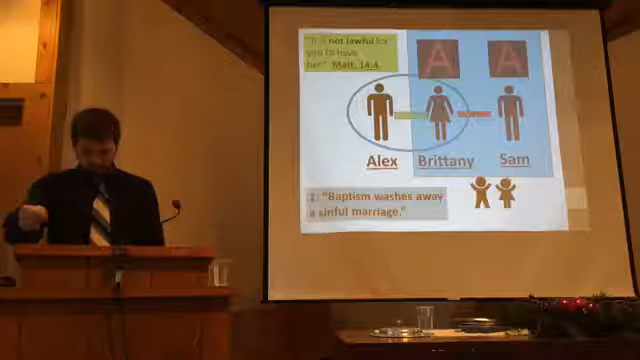 "It is not lawful for
you to have
her" Matt. 14:4
A A
Alex Brittany Sam
1: "Baptism washes away
a sinful marriage."